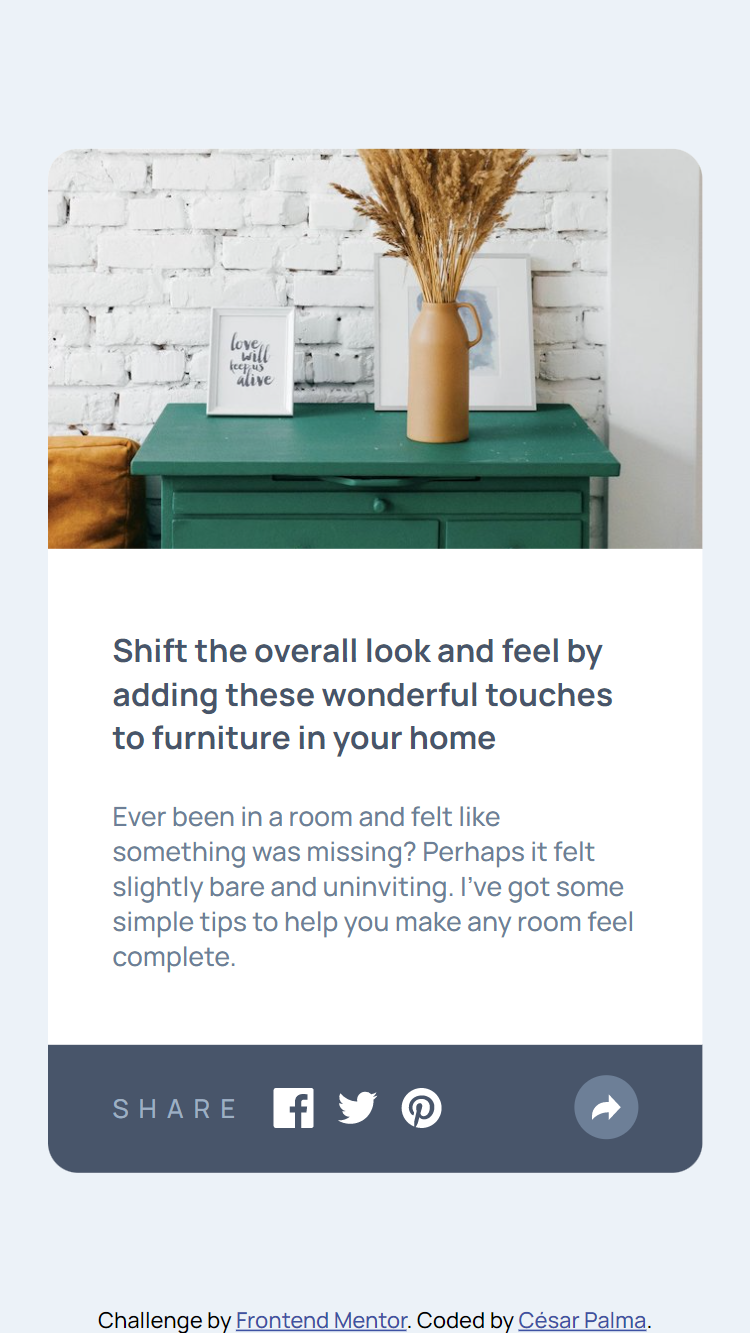 love
will
keep us
alive
Shift the overall look and feel by
adding these wonderful touches
to furniture in your home
Ever been in a room and felt like
something was missing? Perhaps it felt
slightly bare and uninviting. I’ve got some
simple tips to help you make any room feel
complete.
SHARE
Challenge by Frontend Mentor. Coded by César Palma.